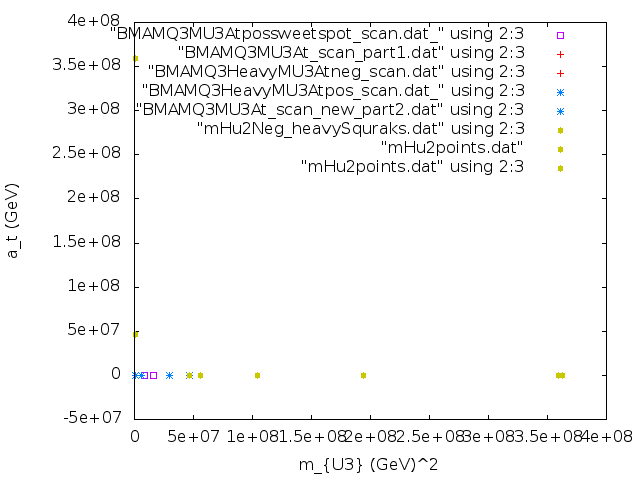 4e+08
3.5e+08
3e+08
2.5e+08
2e+08
1.5e+08
1e+08
5e+07
0
-5e+07
a_t (GeV)
"BMAMQ3MU3Atpossweetspot_scan.dat_" using 2:3
"BMAMQ3MU3At_scan_part1.dat" using 2:3
"BMAMQ3HeavyMU3Atneg_scan.dat" using 2:3
"BMAMQ3HeavyMU3Atpos_scan.dat_" using 2:3
"BMAMQ3MU3At_scan_new_part2.dat" using 2:3
"mHu2Neg_heavySquraks.dat" using 2:3
"mHu2points.dat"
"mHu2points.dat" using 2:3
0 5e+07 1e+08 1.5e+08 2e+08 2.5e+08 3e+08 3.5e+08 4e+08
m_{U3} (GeV)^2